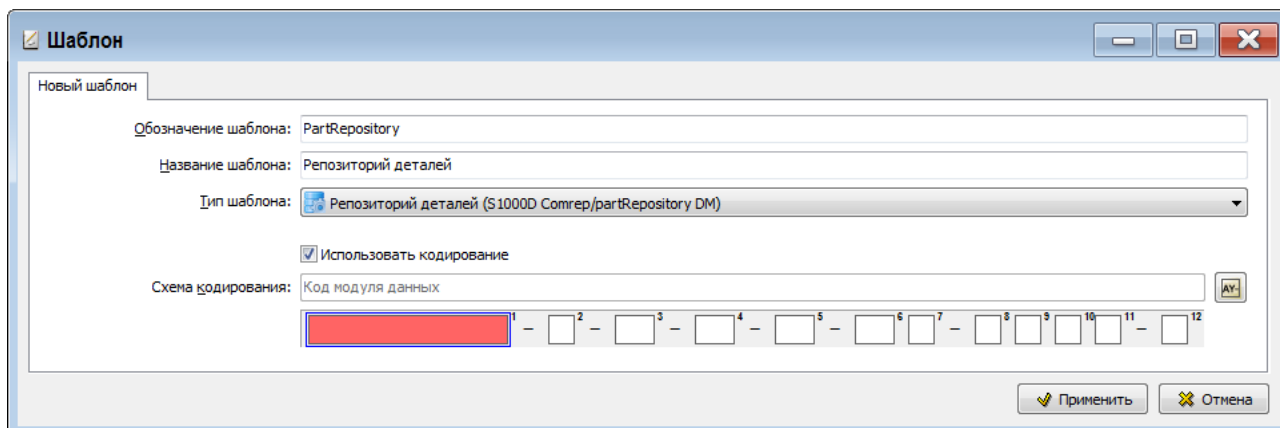 Шаблон
Новый шаблон
Обозначение шаблона: PartRepository
Название шаблона: Репозиторий деталей
Тип шаблона: Репозиторий деталей (S1000D Comrep/partRepository DM)
Использовать кодирование
Схема кодирования: Код модуля данных AY-
1 – 2 – 3 – 4 – 5 – 6 7 – 8 9 10 11 – 12
Применить Отмена